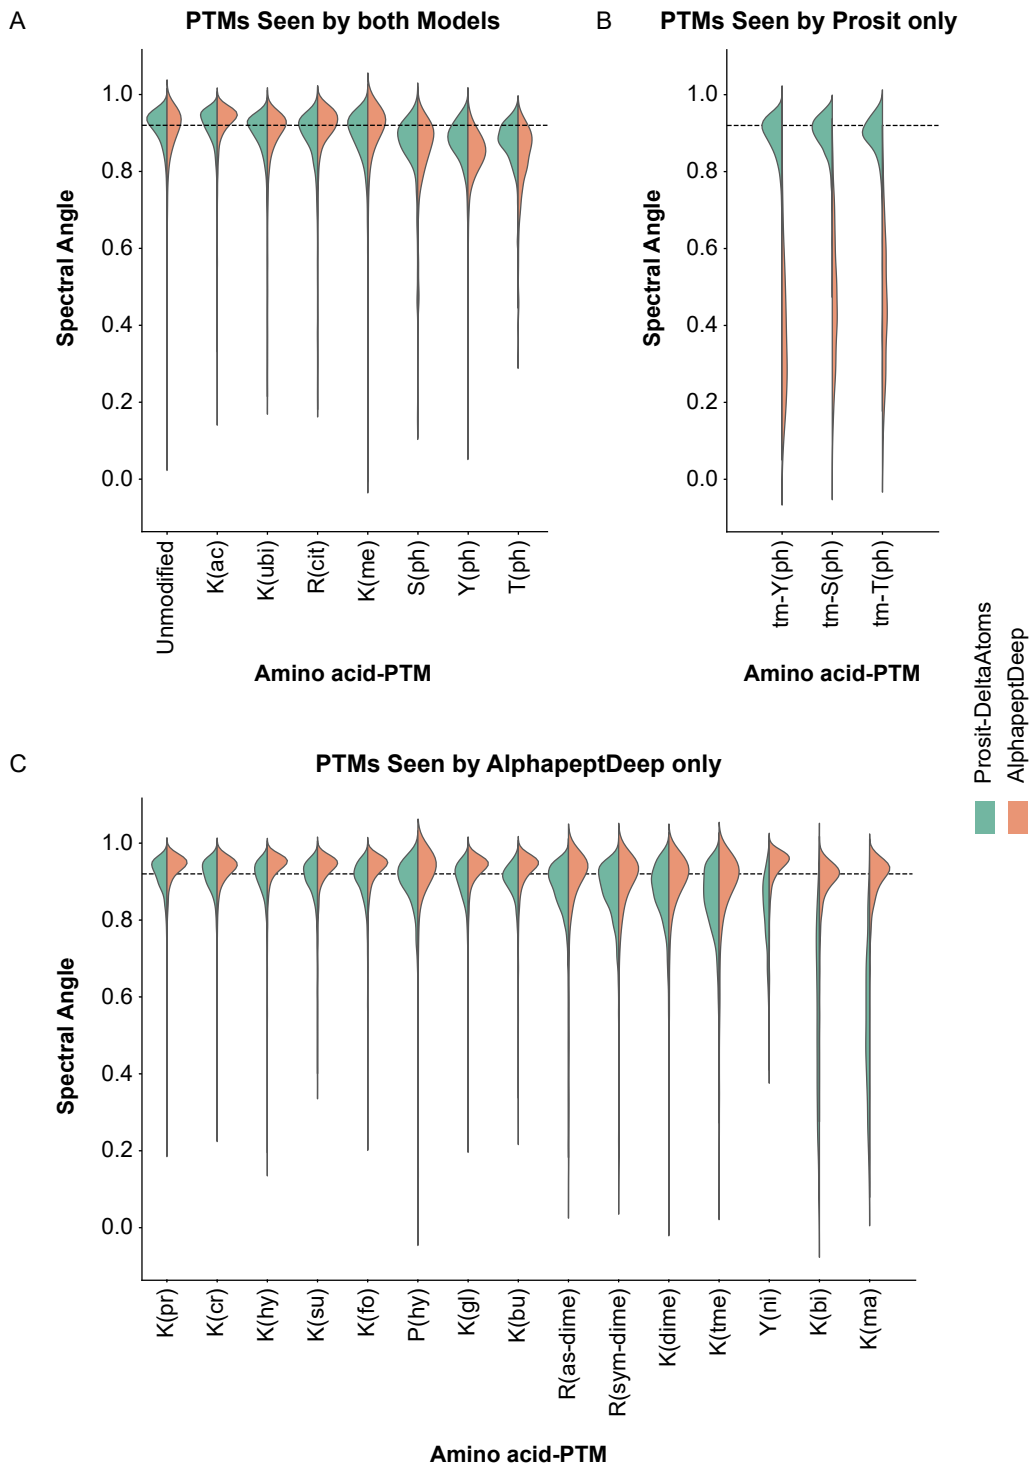 A
PTMs Seen by both Models
1.0
0.8
0.6
0.4
0.2
0.0
Spectral Angle
Unmodified
K(ac)
K(ubi)
R(cit)
K(me)
S(ph)
Y(ph)
T(ph)
Amino acid-PTM
B
PTMs Seen by Prosit only
1.0
0.8
0.6
0.4
0.2
0.0
Spectral Angle
tm-Y(ph)
tm-S(ph)
tm-T(ph)
Amino acid-PTM
Prosit-DeltaAtoms
AlphapeptDeep
C
PTMs Seen by AlphapeptDeep only
1.0
0.8
0.6
0.4
0.2
0.0
Spectral Angle
K(pr)
K(cr)
K(hy)
K(su)
K(fo)
P(hy)
K(gl)
K(bu)
R(as-dime)
R(sym-dime)
K(dime)
K(tme)
Y(ni)
K(bi)
K(ma)
Amino acid-PTM